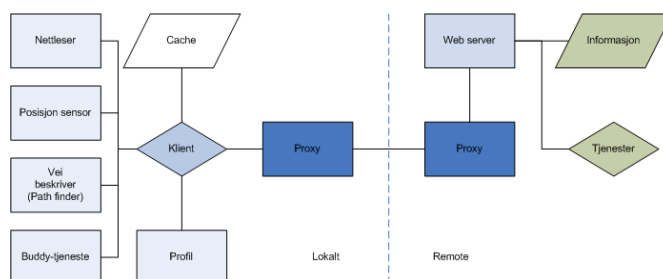 Nettleser
Cache
Web server
Informasjon
Posisjon sensor
Klient
Proxy
Proxy
Tjenester
Vei
beskriver
(Path finder)
Buddy-tjeneste
Profil
Lokalt
Remote